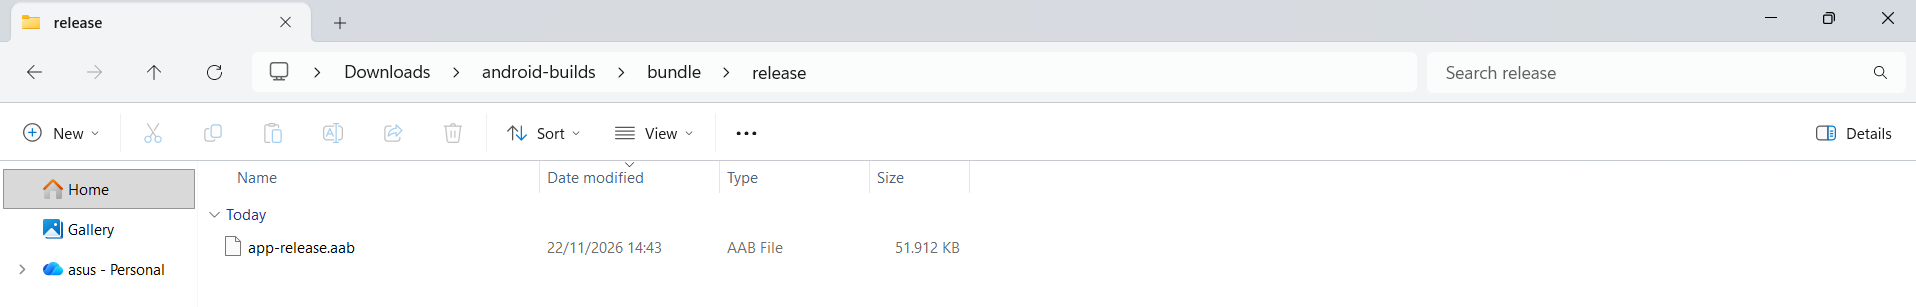 release
Downloads > android-builds > bundle > release
Search release
New
Sort
View
Details
Home
Gallery
asus - Personal
Name Date modified Type Size
Today
app-release.aab 22/11/2026 14:43 AAB File 51.912 KB